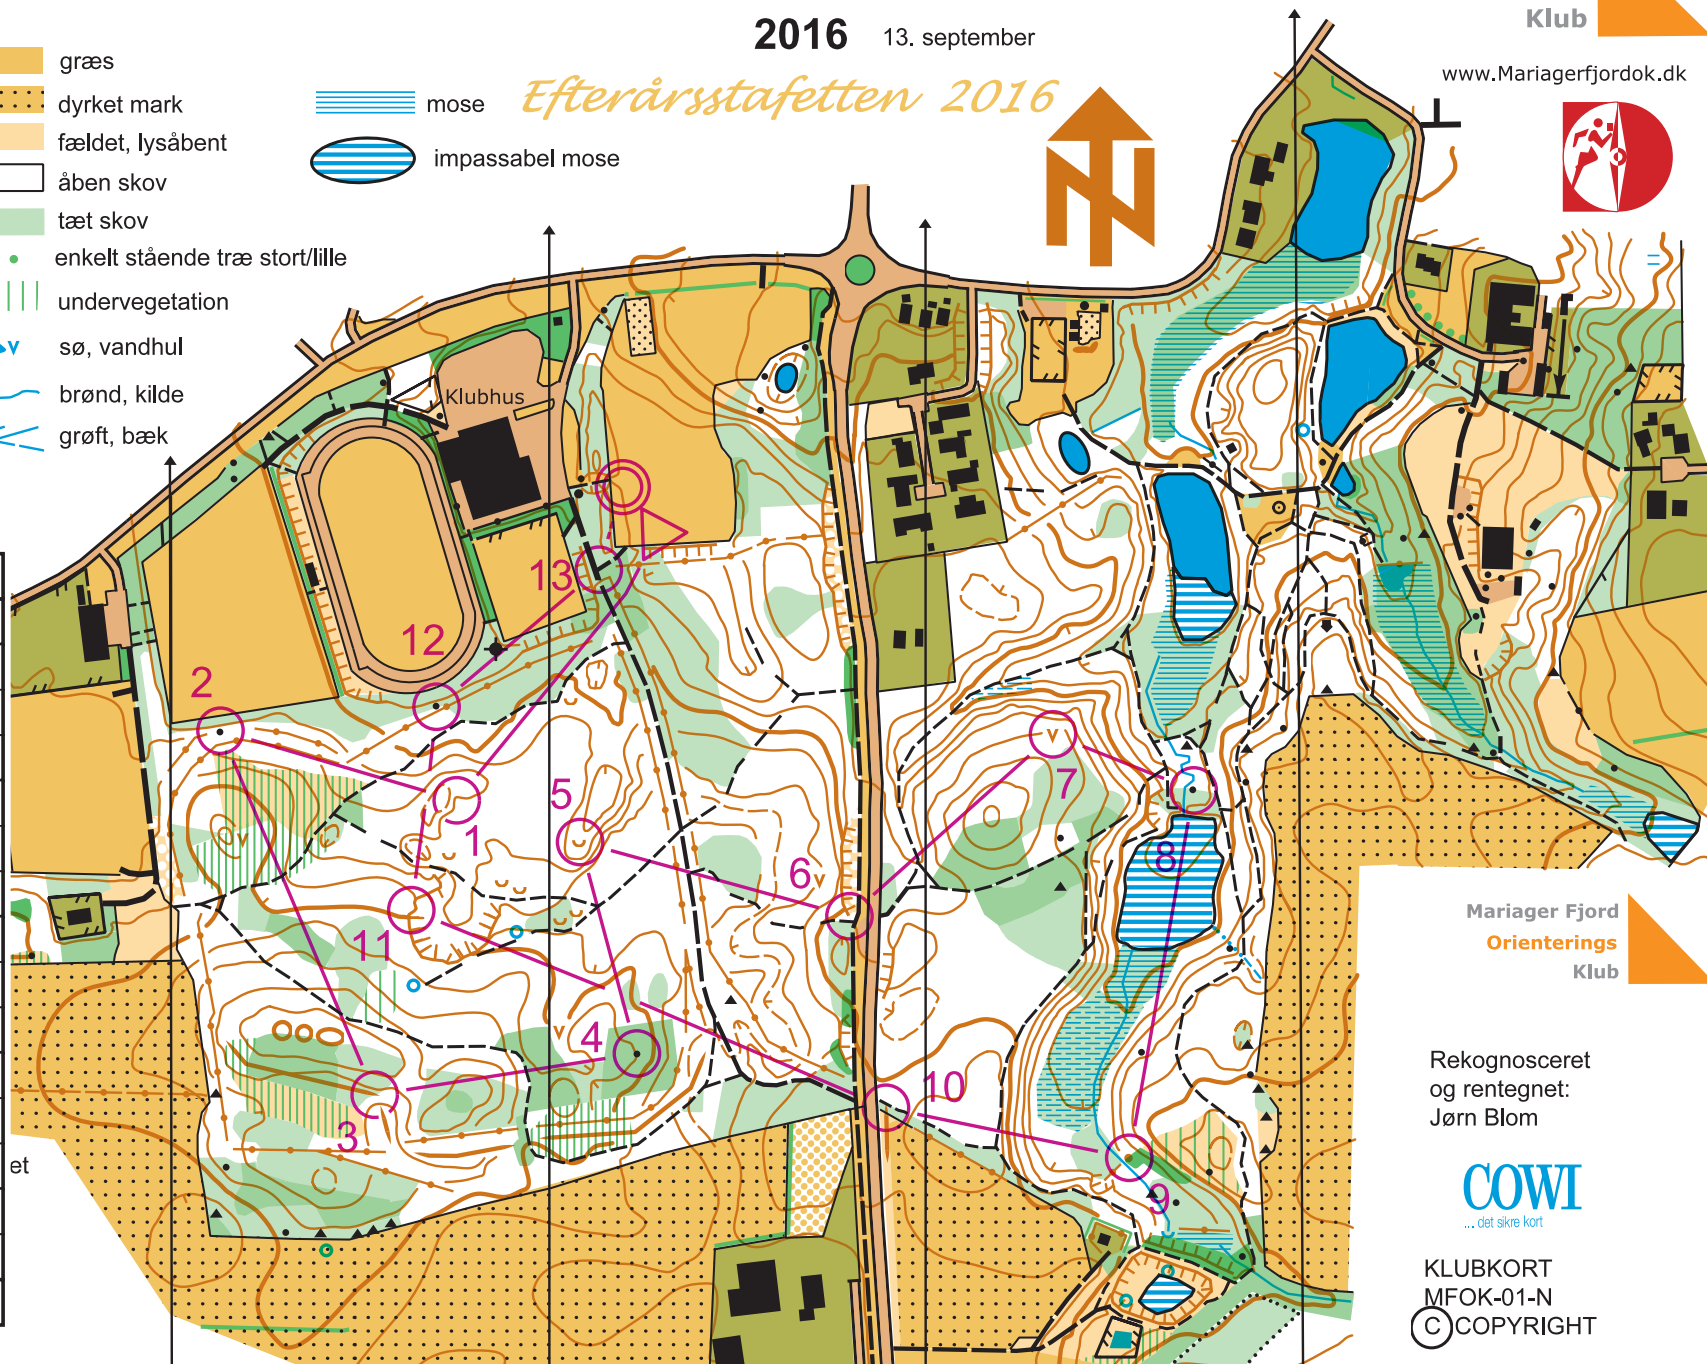 2016 13. september
Efterårsstafetten 2016
Klub
www.Mariagerfjordok.dk
græs
dyrket mark
fældet, lysåbent
åben skov
tæt skov
enkelt stående træ stort/lille
undervegetation
sø, vandhul
brønd, kilde
grøft, bæk
mose
impassabel mose
N
Klubhus
13
12
2
5
7
1
6
8
11
4
10
3
9
et
Mariager Fjord
Orienterings
Klub
Rekognosceret
og rentegnet:
Jørn Blom
COWI
... det sikre kort
KLUBKORT
MFOK-01-N
©COPYRIGHT